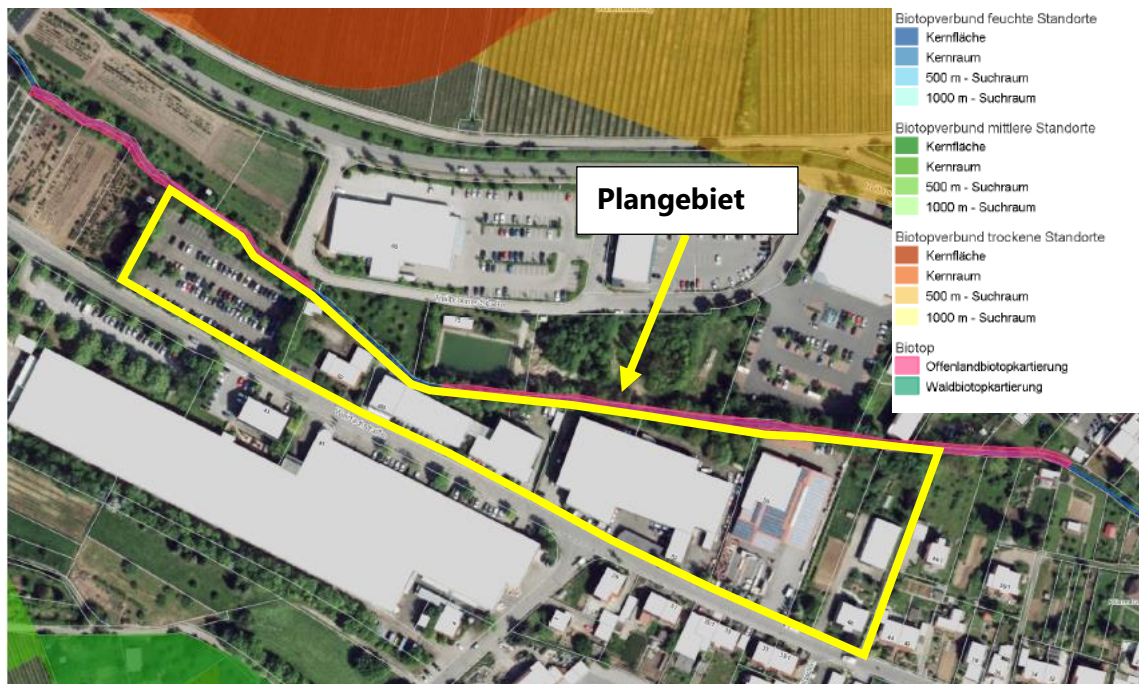 Biotopverbund feuchte Standorte
Kernfläche
Kernraum
500 m - Suchraum
1000 m - Suchraum
Biotopverbund mittlere Standorte
Kernfläche
Kernraum
500 m - Suchraum
1000 m - Suchraum
Biotopverbund trockene Standorte
Kernfläche
Kernraum
500 m - Suchraum
1000 m - Suchraum
Biotop
Offenlandbiotopkartierung
Waldbiotopkartierung
Plangebiet